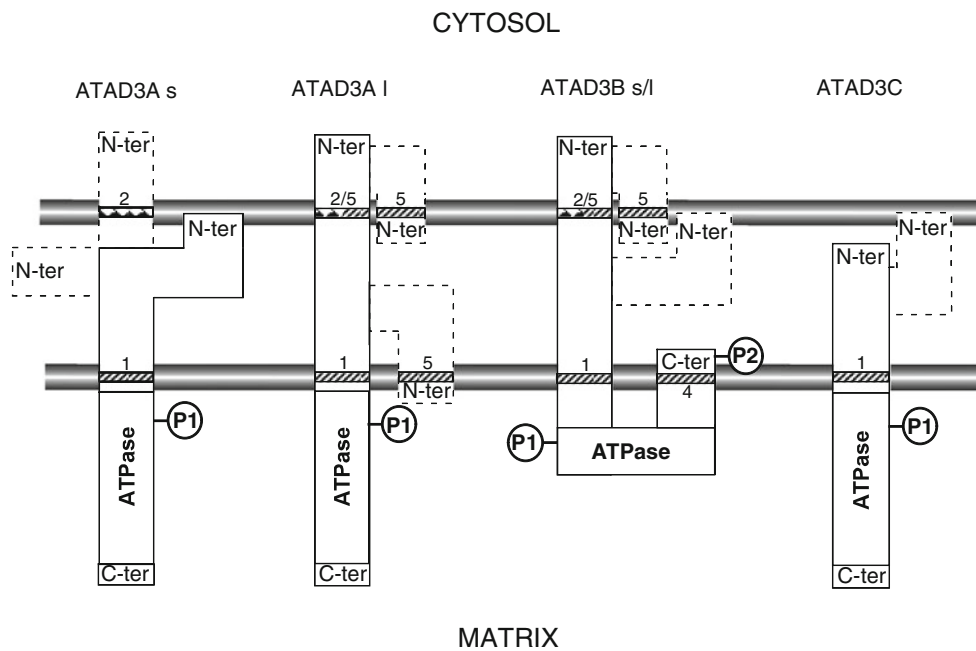 CYTOSOL
ATAD3A s
ATAD3A l
ATAD3B s/l
ATAD3C
N-ter
N-ter
N-ter
2
2/5
5
2/5
5
N-ter
N-ter
N-ter
N-ter
N-ter
N-ter
N-ter
1
1
5
1
C-ter
P2
1
N-ter
4
P1
P1
P1
P1
ATPase
ATPase
ATPase
ATPase
C-ter
C-ter
C-ter
MATRIX